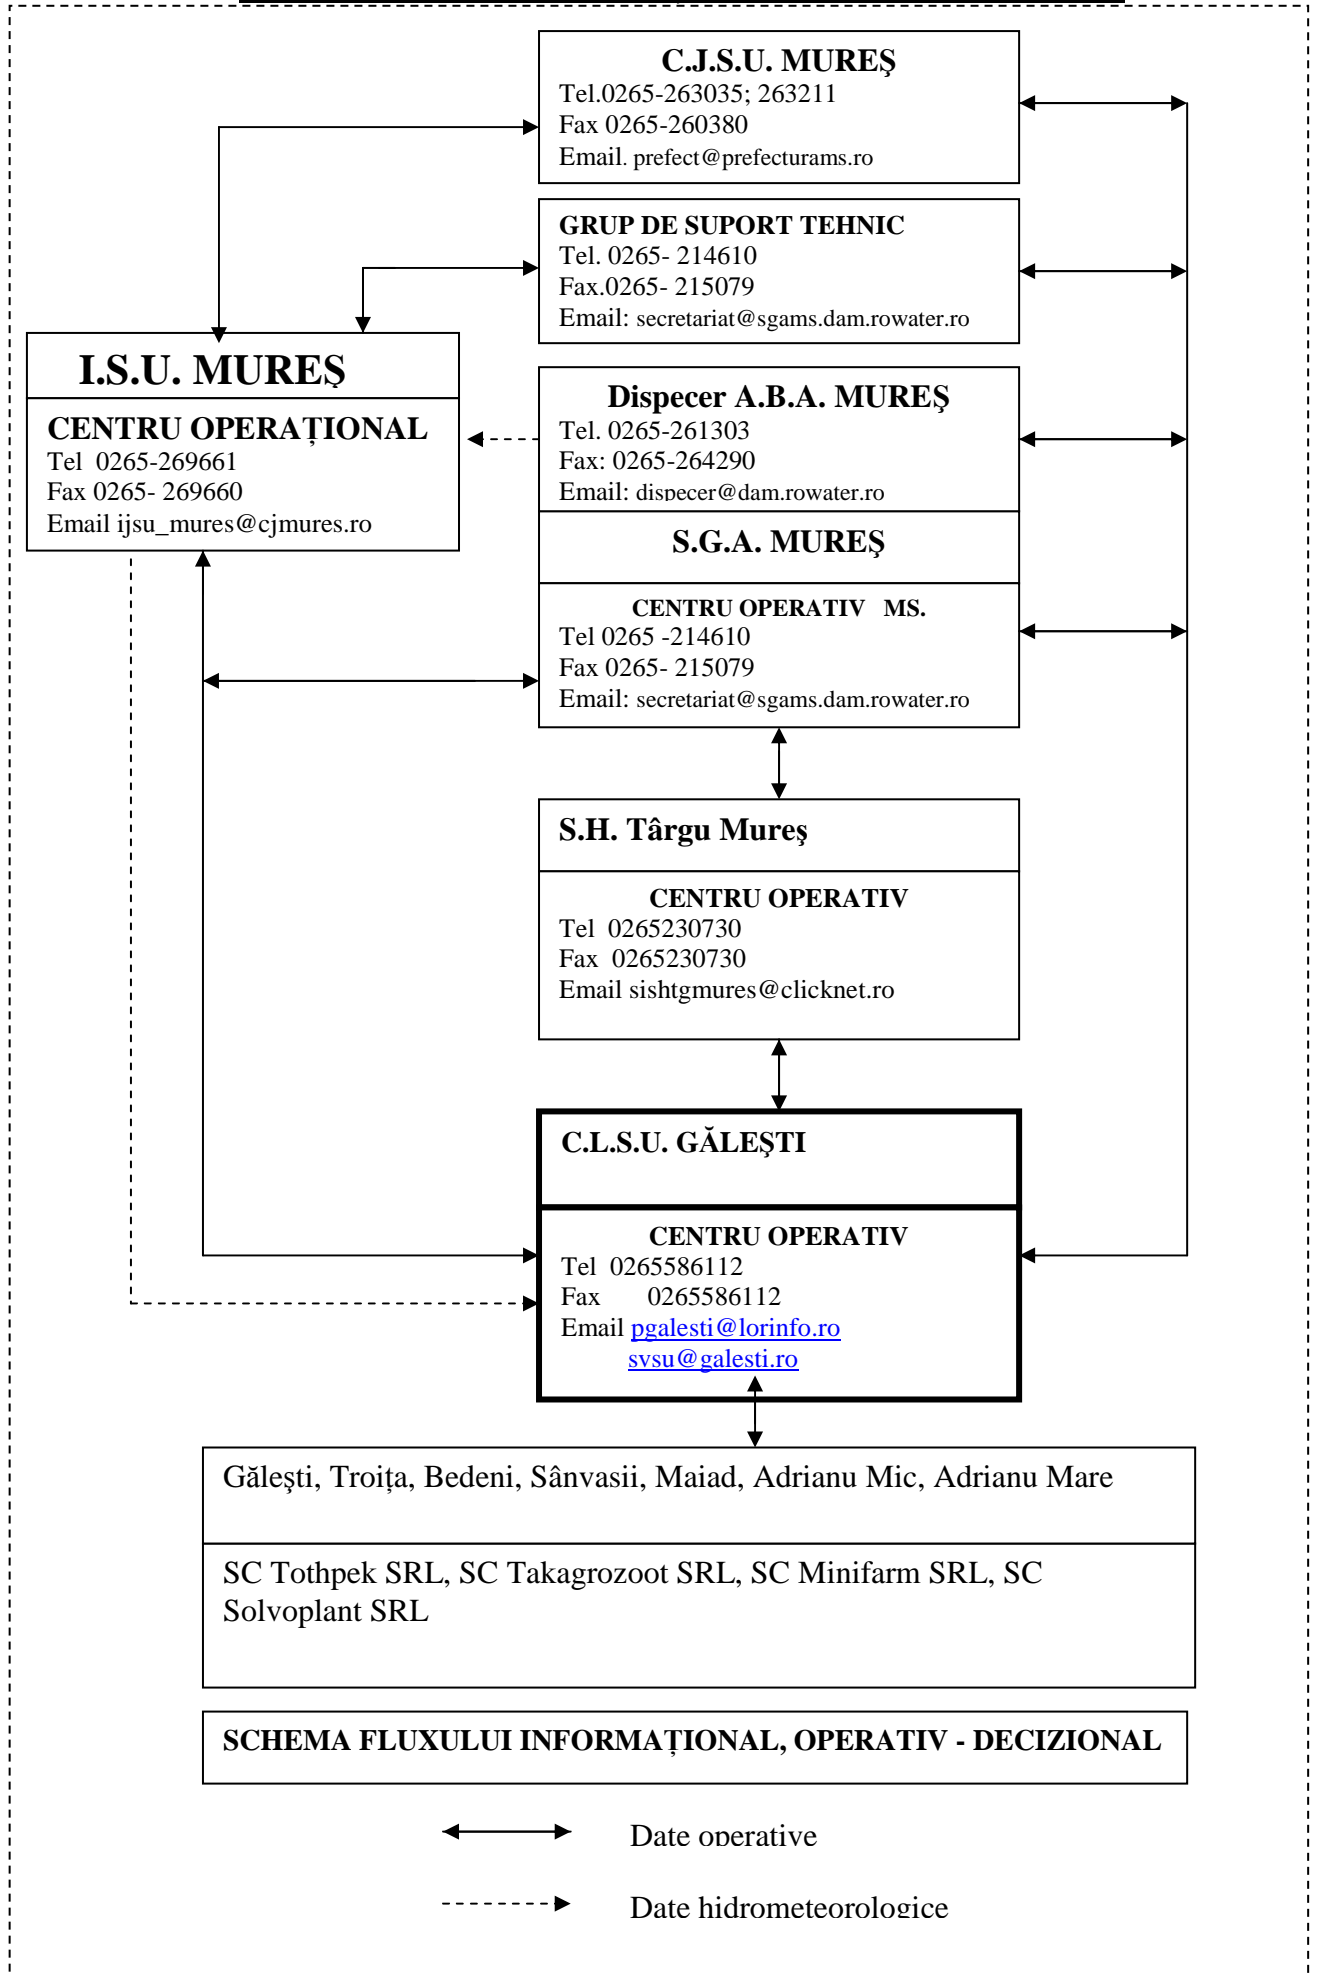 C.J.S.U. MUREŞ
Tel.0265-263035; 263211
Fax 0265-260380
Email. prefect@prefecturams.ro
GRUP DE SUPORT TEHNIC
Tel. 0265- 214610
Fax.0265- 215079
Email: secretariat@sgams.dam.rowater.ro
I.S.U. MUREŞ
CENTRU OPERAȚIONAL
Tel  0265-269661
Fax 0265- 269660
Email ijsu_mures@cjmures.ro
Dispecer A.B.A. MUREŞ
Tel. 0265-261303
Fax: 0265-264290
Email: dispecer@dam.rowater.ro
S.G.A. MUREŞ
CENTRU OPERATIV   MS.
Tel 0265 -214610
Fax 0265- 215079
Email: secretariat@sgams.dam.rowater.ro
S.H. Târgu Mureş
CENTRU OPERATIV
Tel  0265230730
Fax  0265230730
Email sishtgmures@clicknet.ro
C.L.S.U. GĂLEŞTI
CENTRU OPERATIV
Tel  0265586112
Fax       0265586112
Email pgalesti@lorinfo.ro
svsu@galesti.ro
Găleşti, Troița, Bedeni, Sânvasii, Maiad, Adrianu Mic, Adrianu Mare
SC Tothpek SRL, SC Takagrozoot SRL, SC Minifarm SRL, SC
Solvoplant SRL
SCHEMA FLUXULUI INFORMAȚIONAL, OPERATIV - DECIZIONAL
Date operative
Date hidrometeorologice